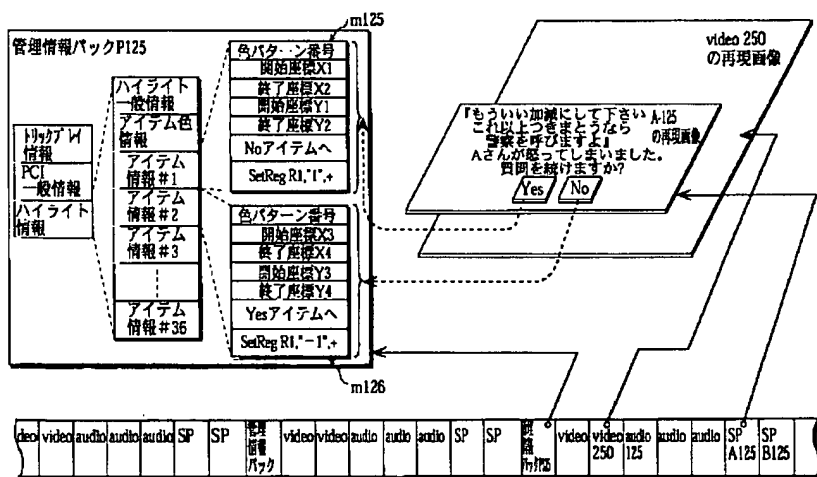 m125
管理情報パックP125
トリックプレイ
情報
PCI
一般情報
ハイライト
情報
ハイライト
一般情報
アイテム色
情報
アイテム
情報#1
アイテム
情報#2
アイテム
情報#3
アイテム
情報#36
色パターン番号
開始座標X1
終了座標X2
開始座標Y1
終了座標Y2
Noアイテムへ
SetReg R1,"1",+
色パターン番号
開始座標X3
終了座標X4
開始座標Y3
終了座標Y4
Yesアイテムへ
SetReg R1,"-1",+
m126
video 250
の再現画像
『もういい加減にして下さい
これ以上つきまとうなら
警察を呼びますよ』
Aさんが怒ってしまいました。
質問を続けますか?
Yes
No
A-125
の再現画像
deo
video
audio
audio
audio
SP
SP
管理
情報
パック
video
video
audio
audio
audio
SP
SP
パックP125
video
video
250
audio
125
audio
audio
SP
A125
SP
B125